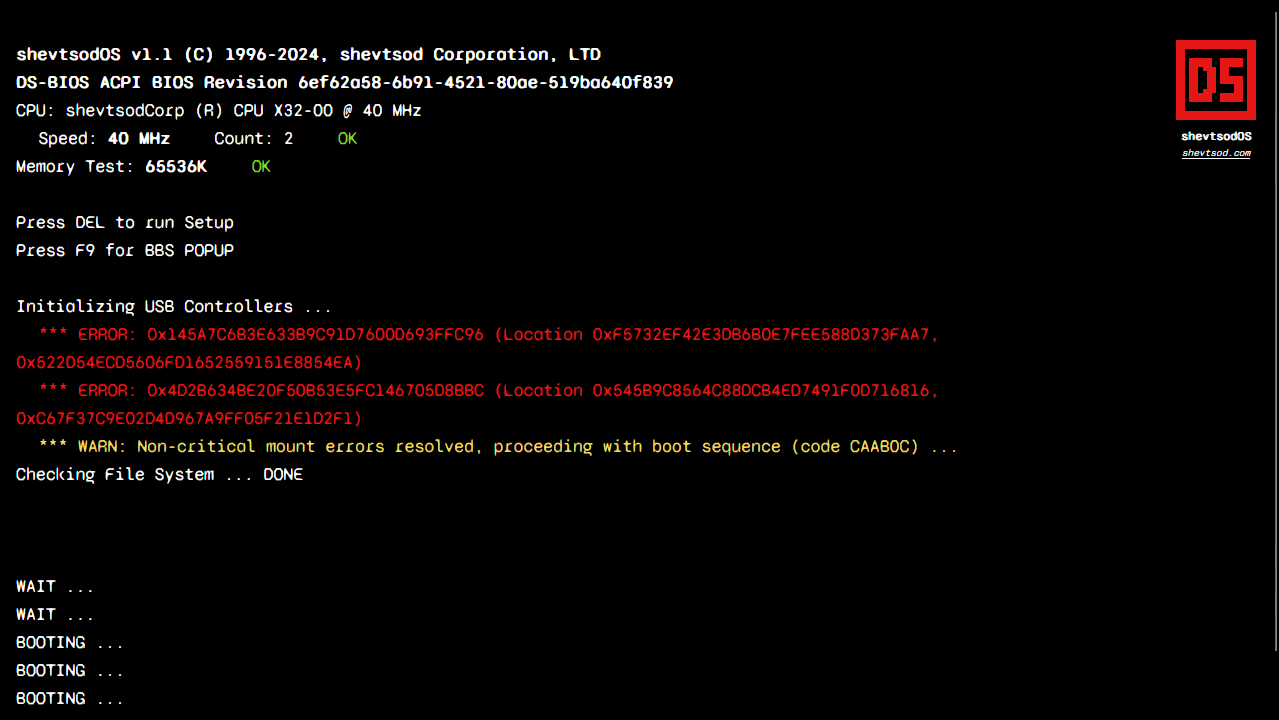 shevtsodOS v1.1 (C) 1996-2024, shevtsod Corporation, LTD
DS-BIOS ACPI BIOS Revision 6ef62a58-6b91-4521-80ae-519ba640f839
CPU: shevtsodCorp (R) CPU X32-00 @ 40 MHz
Speed: 40 MHz Count: 2 OK
Memory Test: 65536K OK
Press DEL to run Setup
Press F9 for BBS POPUP
Initializing USB Controllers ...
*** ERROR: 0x145A7C6B3E633B9C91D7600D693FFC96 (Location 0xF5732EF42E3DB6B0E7FEE588D373FAA7,
0x522D54ECD5606FD1652559151E8854EA)
*** ERROR: 0x4D2B634BE20F50B53E5FC146705D8BBC (Location 0x545B9C8564C88DCB4ED7491F0D716816,
0xC67F37C9E02D4D967A9FF05F21E1D2F1)
*** WARN: Non-critical mount errors resolved, proceeding with boot sequence (code CAAB0C) ...
Checking File System ... DONE
WAIT ...
WAIT ...
BOOTING ...
BOOTING ...
BOOTING ...
DS
shevtsodOS
shevtsod.com